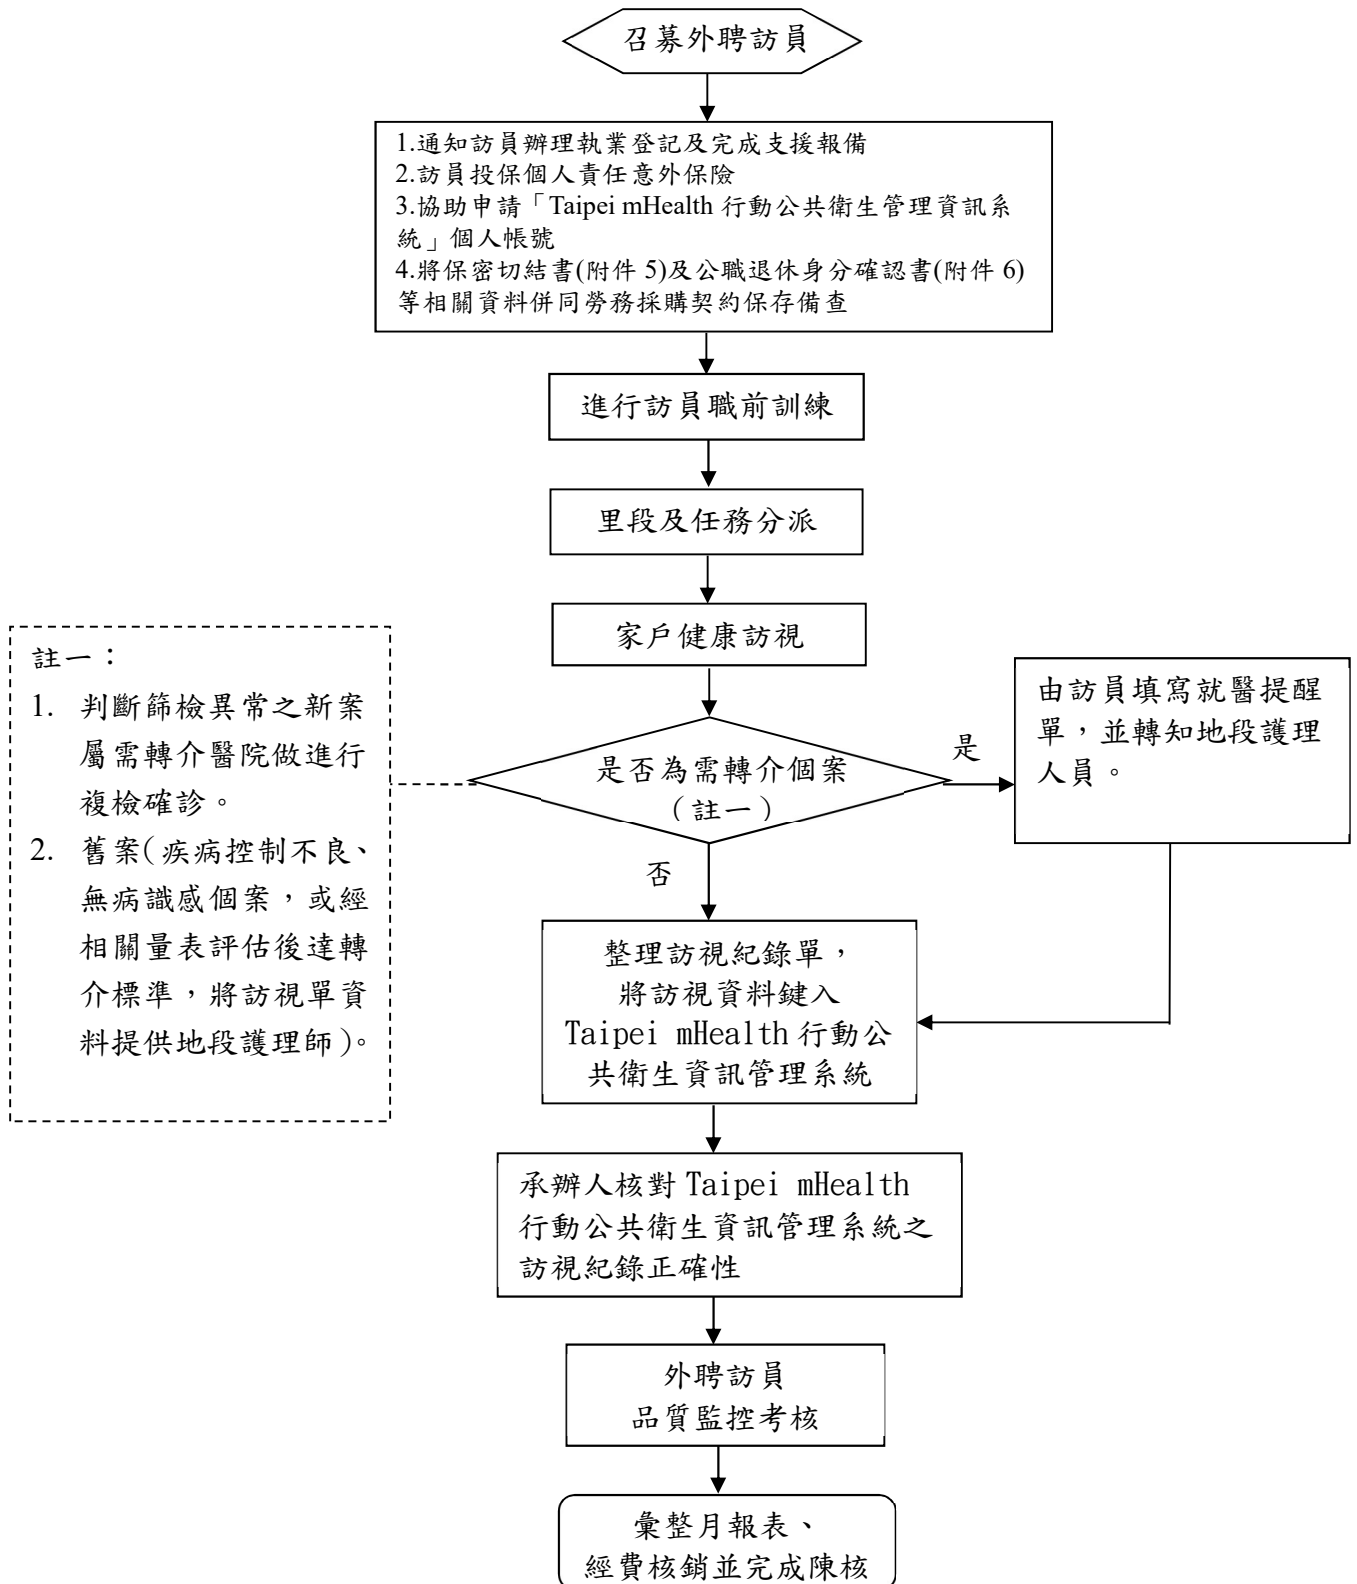 召募外聘訪員
1.通知訪員辦理執業登記及完成支援報備
2.訪員投保個人責任意外保險
3.協助申請「Taipei mHealth 行動公共衛生管理資訊系
統」個人帳號
4.將保密切結書(附件 5)及公職退休身分確認書(附件 6)
等相關資料併同勞務採購契約保存備查
進行訪員職前訓練
里段及任務分派
家戶健康訪視
註一：
1. 判斷篩檢異常之新案
屬需轉介醫院做進行
複檢確診。
2. 舊案(疾病控制不良、
無病識感個案，或經
相關量表評估後達轉
介標準，將訪視單資
料提供地段護理師)。
是否為需轉介個案
（註一）
是
由訪員填寫就醫提醒
單，並轉知地段護理
人員。
否
整理訪視紀錄單，
將訪視資料鍵入
Taipei mHealth 行動公
共衛生資訊管理系統
承辦人核對 Taipei mHealth
行動公共衛生資訊管理系統之
訪視紀錄正確性
外聘訪員
品質監控考核
彙整月報表、
經費核銷並完成陳核